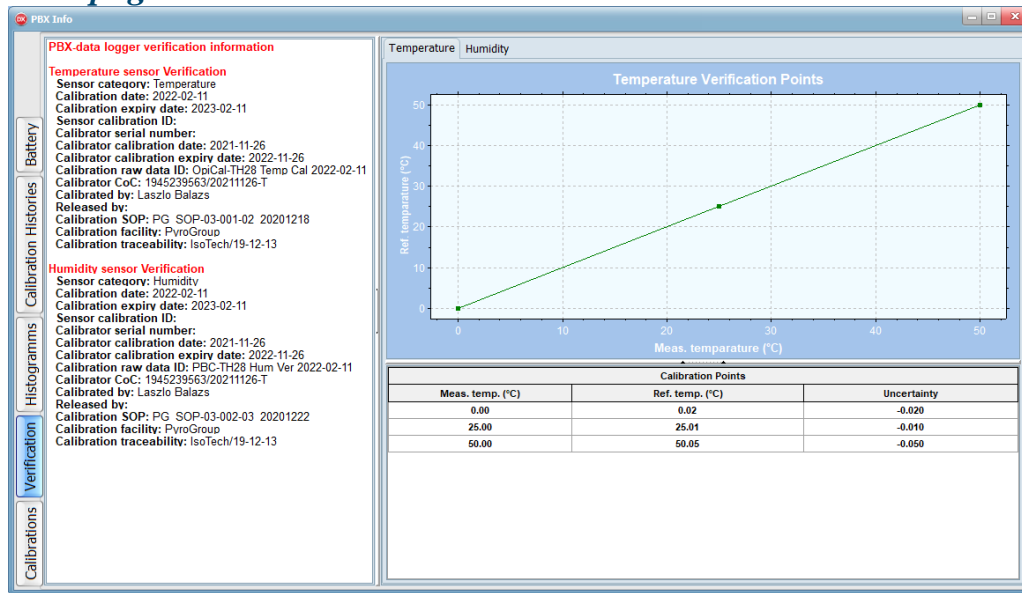 PBX Info
PBX-data logger verification information
Temperature sensor Verification
Sensor category: Temperature
Calibration date: 2022-02-11
Calibration expiry date: 2023-02-11
Sensor calibration ID:
Calibrator serial number:
Calibrator calibration date: 2021-11-26
Calibrator calibration expiry date: 2022-11-26
Calibration raw data ID: OpiCal-TH28 Temp Cal 2022-02-11
Calibrator CoC: 1945239563/20211126-T
Calibrated by: Laszlo Balazs
Released by:
Calibration SOP: PG_SOP-03-001-02_20201218
Calibration facility: PyroGroup
Calibration traceability: IsoTech/19-12-13
Humidity sensor Verification
Sensor category: Humidity
Calibration date: 2022-02-11
Calibration expiry date: 2023-02-11
Sensor calibration ID:
Calibrator serial number:
Calibrator calibration date: 2021-11-26
Calibrator calibration expiry date: 2022-11-26
Calibration raw data ID: PBC-TH28 Hum Ver 2022-02-11
Calibrator CoC: 1945239563/20211126-T
Calibrated by: Laszlo Balazs
Released by:
Calibration SOP: PG_SOP-03-002-03_20201222
Calibration facility: PyroGroup
Calibration traceability: IsoTech/19-12-13
Battery
Calibration Histories
Histogramms
Verification
Calibrations
Temperature Humidity
Temperature Verification Points
Ref. temparature (°C)
50
40
30
20
10
0
0 10 20 30 40 50
Meas. temparature (°C)
Calibration Points
Meas. temp. (°C) Ref. temp. (°C) Uncertainty
0.00 0.02 -0.020
25.00 25.01 -0.010
50.00 50.05 -0.050